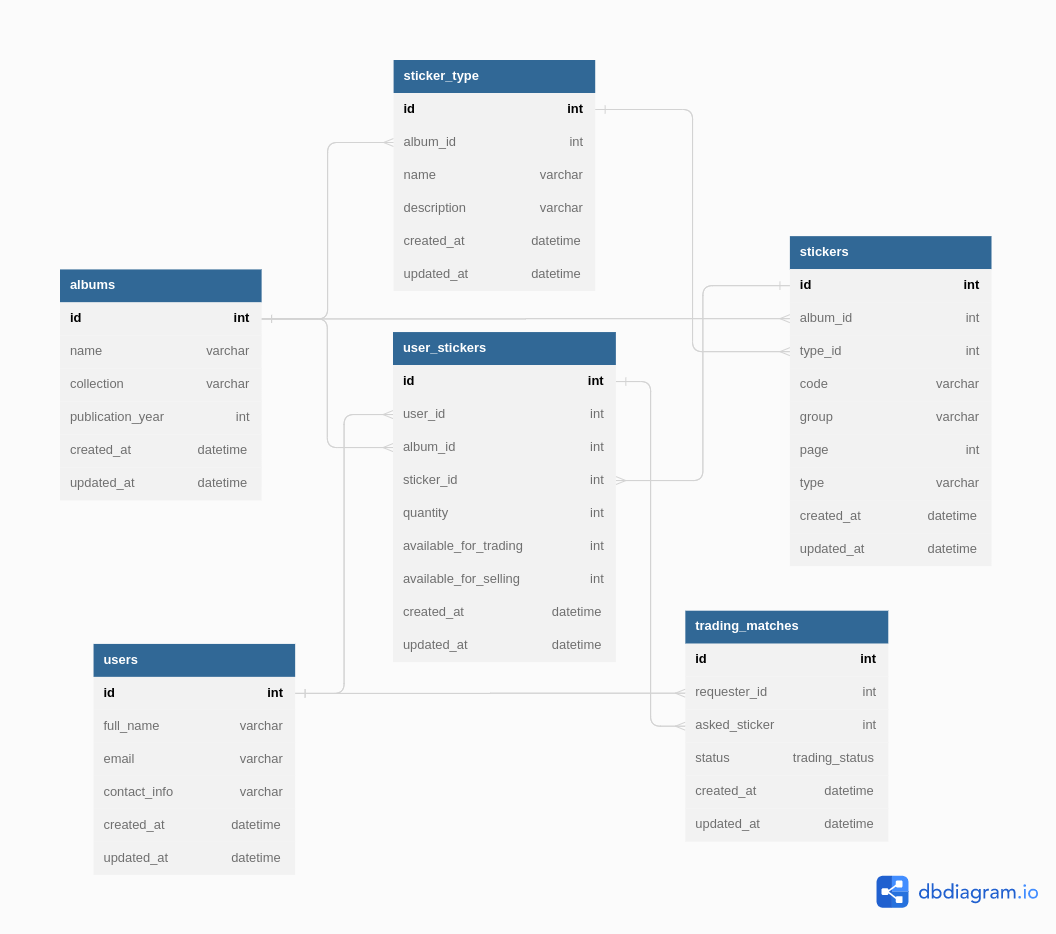 sticker_type
id int
album_id int
name varchar
description varchar
created_at datetime
updated_at datetime
albums
id int
name varchar
collection varchar
publication_year int
created_at datetime
updated_at datetime
user_stickers
id int
user_id int
album_id int
sticker_id int
quantity int
available_for_trading int
available_for_selling int
created_at datetime
updated_at datetime
stickers
id int
album_id int
type_id int
code varchar
group varchar
page int
type varchar
created_at datetime
updated_at datetime
users
id int
full_name varchar
email varchar
contact_info varchar
created_at datetime
updated_at datetime
trading_matches
id int
requester_id int
asked_sticker int
status trading_status
created_at datetime
updated_at datetime
dbdiagram.io